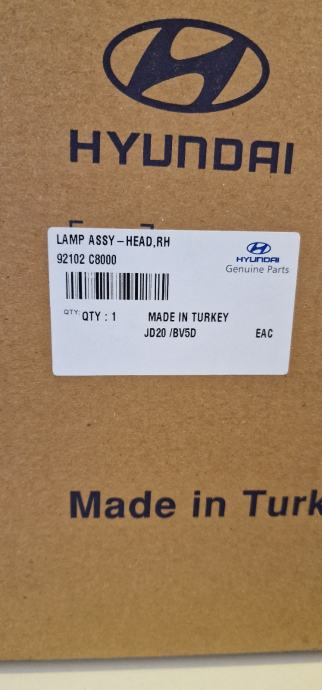 HYUNDAI
LAMP ASSY-HEAD,RH
92102 C8000
HYUNDAI
Genuine Parts
QTY: QTY : 1 MADE IN TURKEY
JD20 /BV5D EAC
Made in Turk